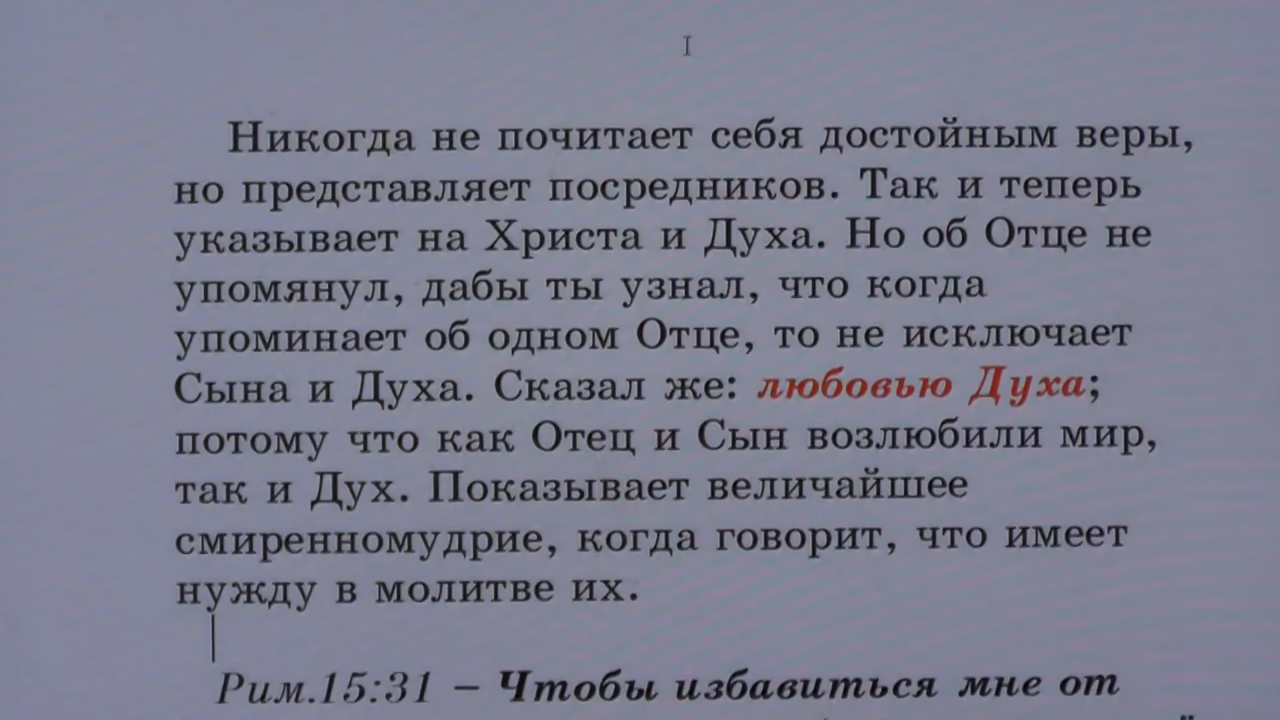 Никогда не почитает себя достойным веры,
но представляет посредников. Так и теперь
указывает на Христа и Духа. Но об Отце не
упомянул, дабы ты узнал, что когда
упоминает об одном Отце, то не исключает
Сына и Духа. Сказал же: любовью Духа;
потому что как Отец и Сын возлюбили мир,
так и Дух. Показывает величайшее
смиренномудрие, когда говорит, что имеет
нужду в молитве их.
Рим.15:31 – Чтобы избавиться мне от